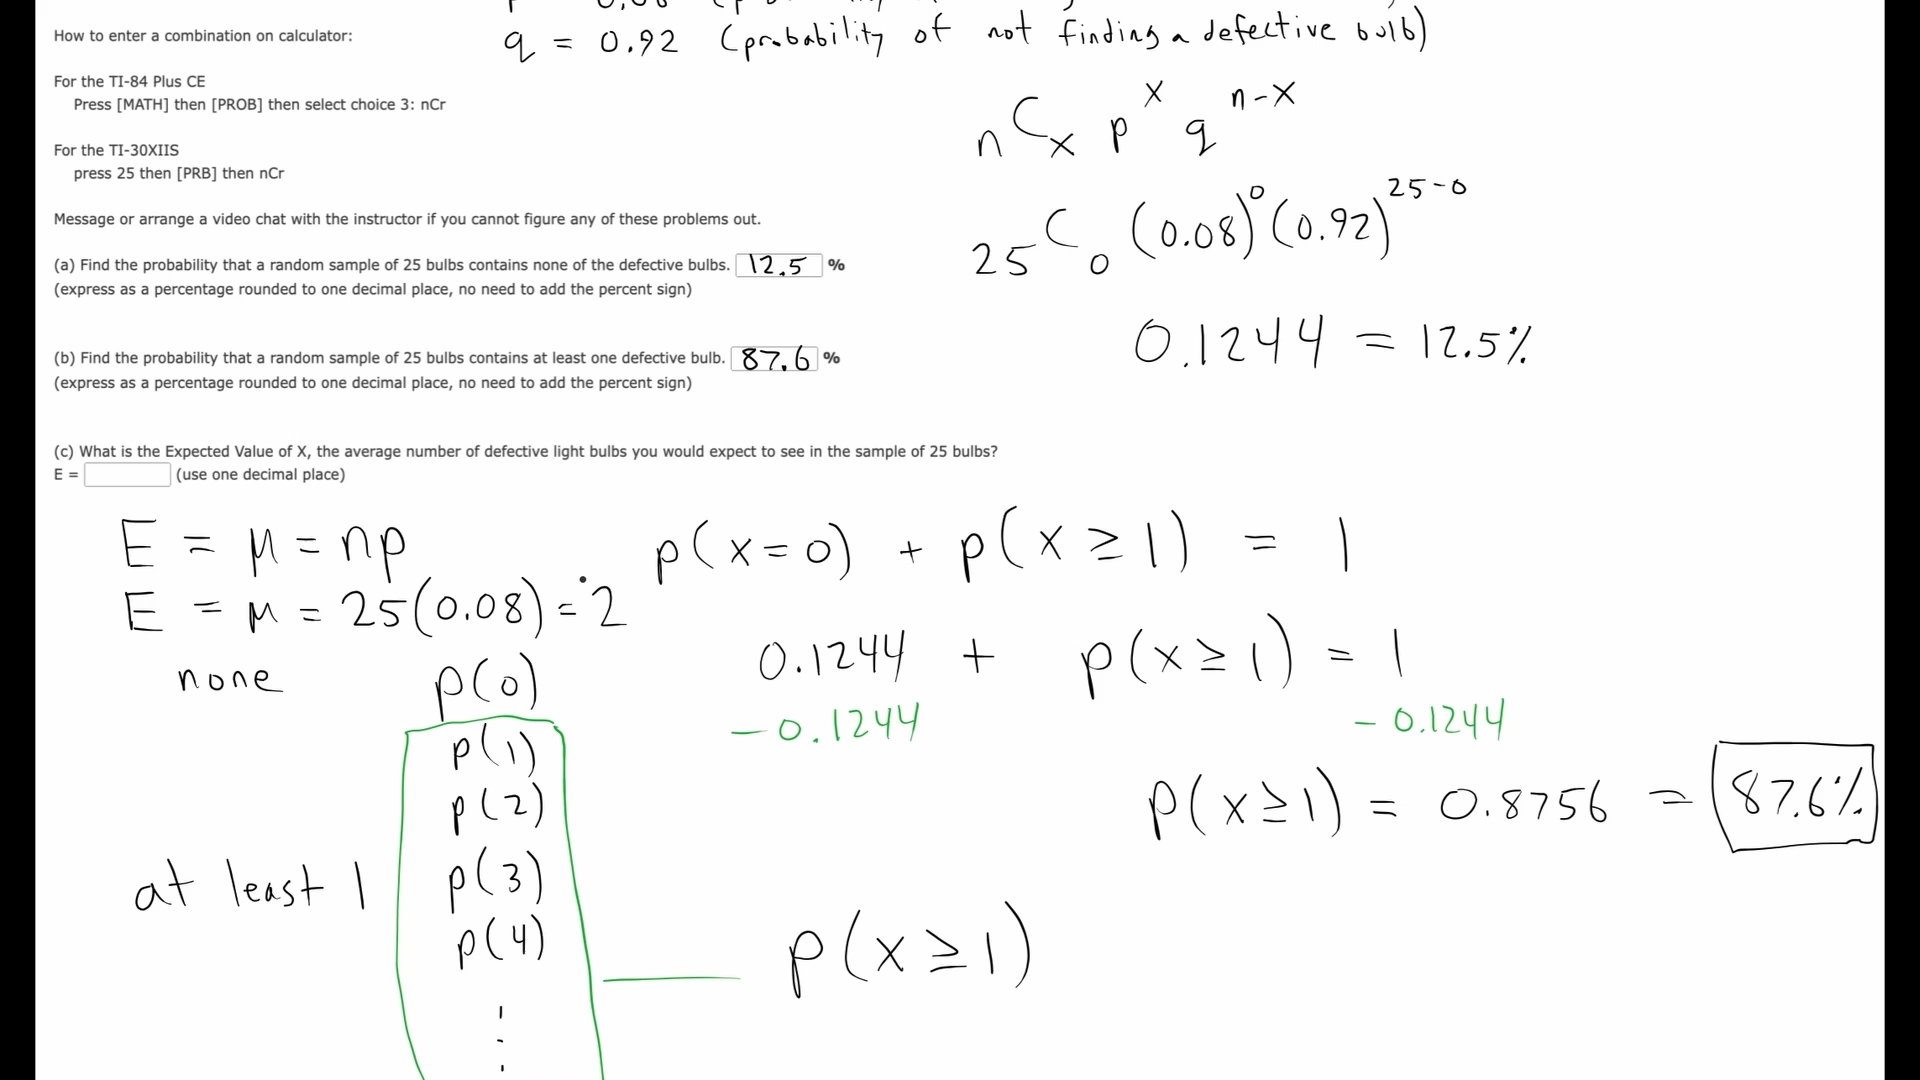 How to enter a combination on calculator:
q = 0.92 (probability of not finding a defective bulb)
For the TI-84 Plus CE
Press [MATH] then [PROB] then select choice 3: nCr
For the TI-30XIIS
press 25 then [PRB] then nCr
nCx p^x q^n-x
Message or arrange a video chat with the instructor if you cannot figure any of these problems out.
25C0 (0.08)^0 (0.92)^25-0
(a) Find the probability that a random sample of 25 bulbs contains none of the defective bulbs. 12.5 %
(express as a percentage rounded to one decimal place, no need to add the percent sign)
0.1244 = 12.5%
(b) Find the probability that a random sample of 25 bulbs contains at least one defective bulb. 87.6 %
(express as a percentage rounded to one decimal place, no need to add the percent sign)
(c) What is the Expected Value of X, the average number of defective light bulbs you would expect to see in the sample of 25 bulbs?
E = (use one decimal place)
E = μ = np
E = μ = 25(0.08) = 2
p(x=0) + p(x≥1) = 1
0.1244 + p(x≥1) = 1
-0.1244 -0.1244
p(x≥1) = 0.8756 = 87.6%
none p(0)
p(1)
p(2)
at least 1 p(3)
p(4)
p(x≥1)